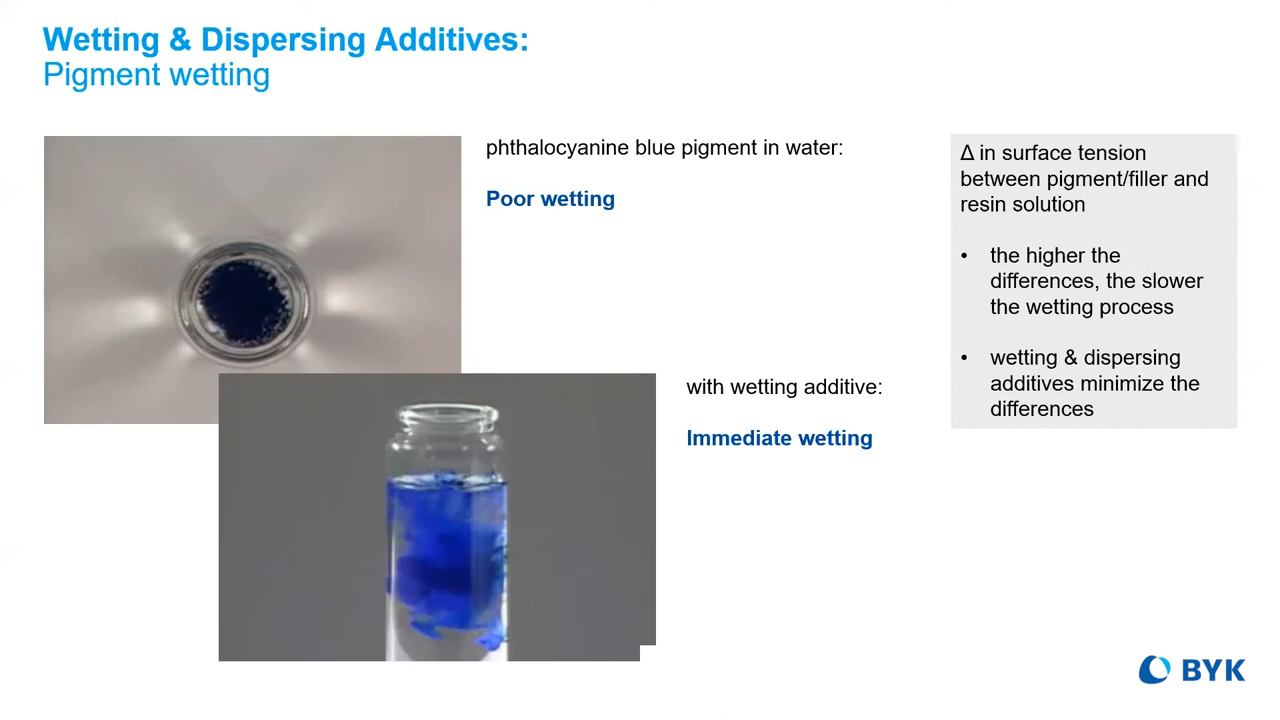 Wetting & Dispersing Additives:
Pigment wetting
phthalocyanine blue pigment in water:
Poor wetting
with wetting additive:
Immediate wetting
Δ in surface tension
between pigment/filler and
resin solution
• the higher the
differences, the slower
the wetting process
• wetting & dispersing
additives minimize the
differences
BYK